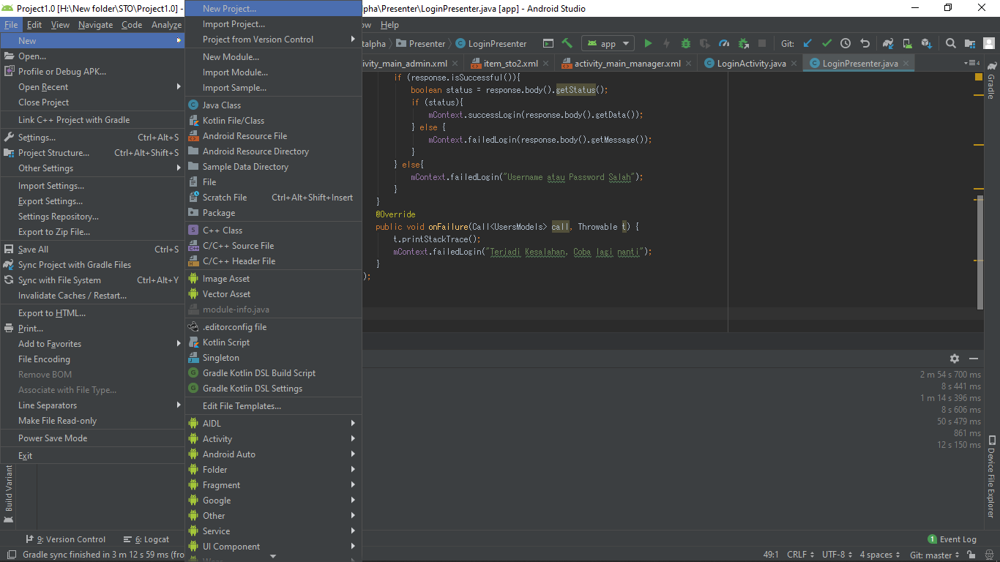 Project1.0 [H:\New folder\STO\Project1.0] -
pha\Presenter\LoginPresenter.java [app] - Android Studio
File Edit View Navigate Code Analyze
Help
New
Open...
Profile or Debug APK...
Open Recent
Close Project
Link C++ Project with Gradle
Settings... Ctrl+Alt+S
Project Structure... Ctrl+Alt+Shift+S
Other Settings
Import Settings...
Export Settings...
Settings Repository...
Export to Zip File...
Save All Ctrl+S
Sync Project with Gradle Files
Sync with File System Ctrl+Alt+Y
Invalidate Caches / Restart...
Export to HTML...
Print...
Add to Favorites
File Encoding
Remove BOM
Associate with File Type...
Line Separators
Make File Read-only
Power Save Mode
Exit
New Project...
Import Project...
Project from Version Control
New Module...
Import Module...
Import Sample...
Java Class
Kotlin File/Class
Android Resource File
Android Resource Directory
Sample Data Directory
File
Scratch File Ctrl+Alt+Shift+Insert
Package
C++ Class
C/C++ Source File
C/C++ Header File
Image Asset
Vector Asset
module-info.java
.editorconfig file
Kotlin Script
Singleton
Gradle Kotlin DSL Build Script
Gradle Kotlin DSL Settings
Edit File Templates...
AIDL
Activity
Android Auto
Folder
Fragment
Google
Other
Service
UI Component
talpha Presenter LoginPresenter app Git:
ivity_main_admin.xml item_sto2.xml activity_main_manager.xml LoginActivity.java LoginPresenter.java 4
if (response.isSuccessful()){
boolean status = response.body().getStatus();
if (status){
mContext.successLogin(response.body().getData());
} else {
mContext.failedLogin(response.body().getMessage());
}
} else{
mContext.failedLogin("Username atau Password Salah");
}
}
@Override
public void onFailure(Call<UsersModels> call, Throwable t) {
t.printStackTrace();
mContext.failedLogin("Terjadi Kesalahan, Coba lagi nanti");
}
);
2 m 54 s 700 ms
8 s 441 ms
1 m 14 s 396 ms
8 s 606 ms
50 s 479 ms
861 ms
12 s 150 ms
Gradle
Device File Explorer
Build Variant
9: Version Control 6: Logcat
1 Event Log
Gradle sync finished in 3 m 12 s 59 ms (fro
49:1 CRLF UTF-8 4 spaces Git: master